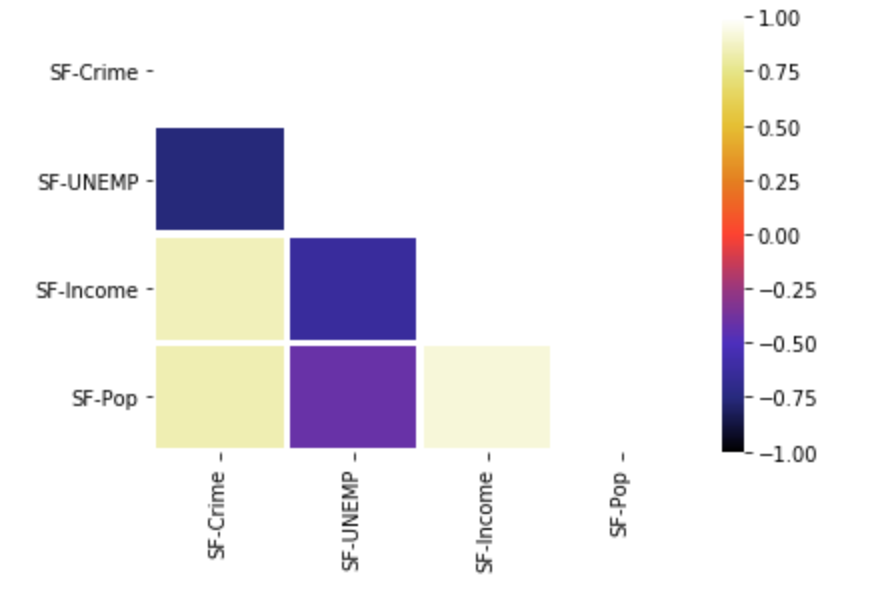 SF-Crime
SF-UNEMP
SF-Income
SF-Pop
SF-Crime
SF-UNEMP
SF-Income
SF-Pop
1.00
0.75
0.50
0.25
0.00
−0.25
−0.50
−0.75
−1.00